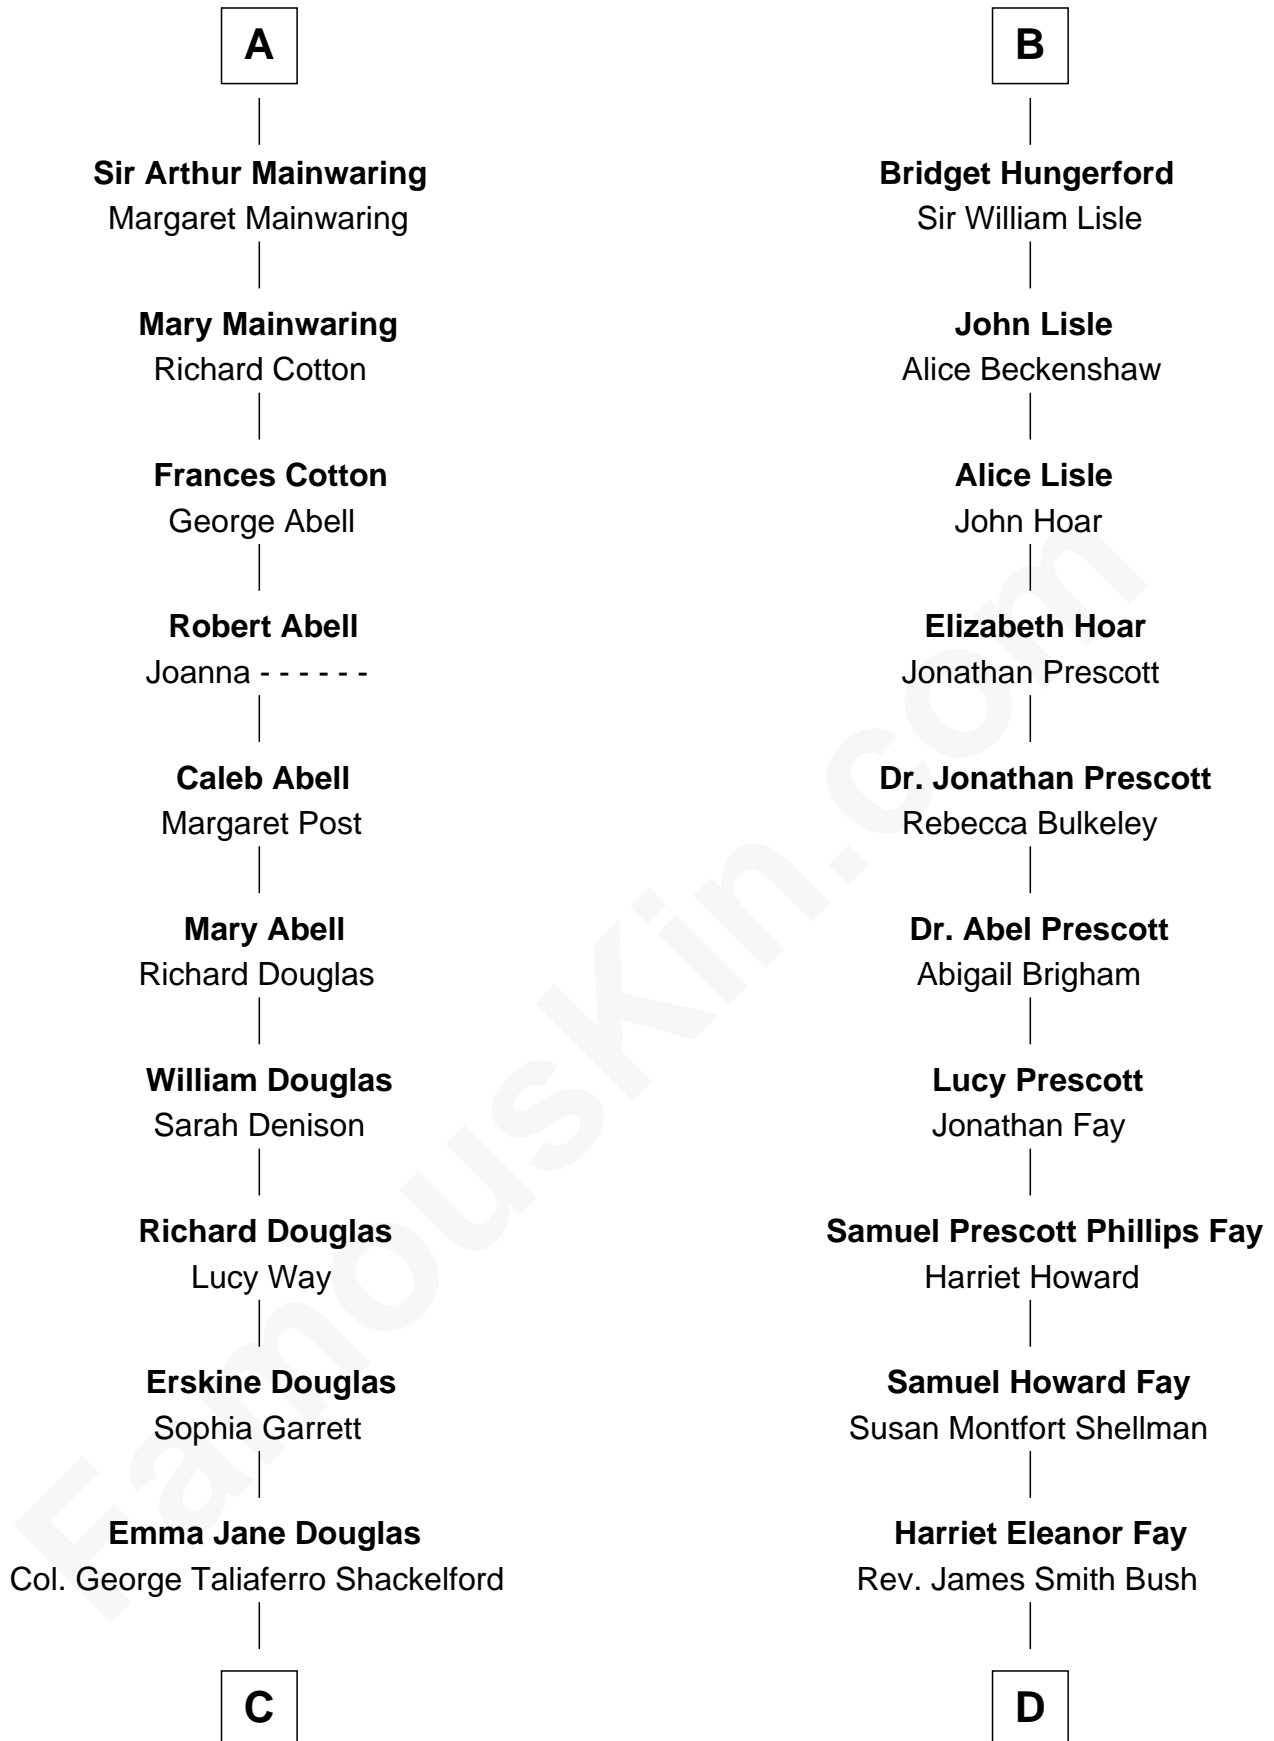 A
Sir Arthur Mainwaring
Margaret Mainwaring
Mary Mainwaring
Richard Cotton
Frances Cotton
George Abell
Robert Abell
Joanna - - - - - -
Caleb Abell
Margaret Post
Mary Abell
Richard Douglas
William Douglas
Sarah Denison
Richard Douglas
Lucy Way
Erskine Douglas
Sophia Garrett
Emma Jane Douglas
Col. George Taliaferro Shackelford
C
B
Bridget Hungerford
Sir William Lisle
John Lisle
Alice Beckenshaw
Alice Lisle
John Hoar
Elizabeth Hoar
Jonathan Prescott
Dr. Jonathan Prescott
Rebecca Bulkeley
Dr. Abel Prescott
Abigail Brigham
Lucy Prescott
Jonathan Fay
Samuel Prescott Phillips Fay
Harriet Howard
Samuel Howard Fay
Susan Montfort Shellman
Harriet Eleanor Fay
Rev. James Smith Bush
D
FamousKin.com